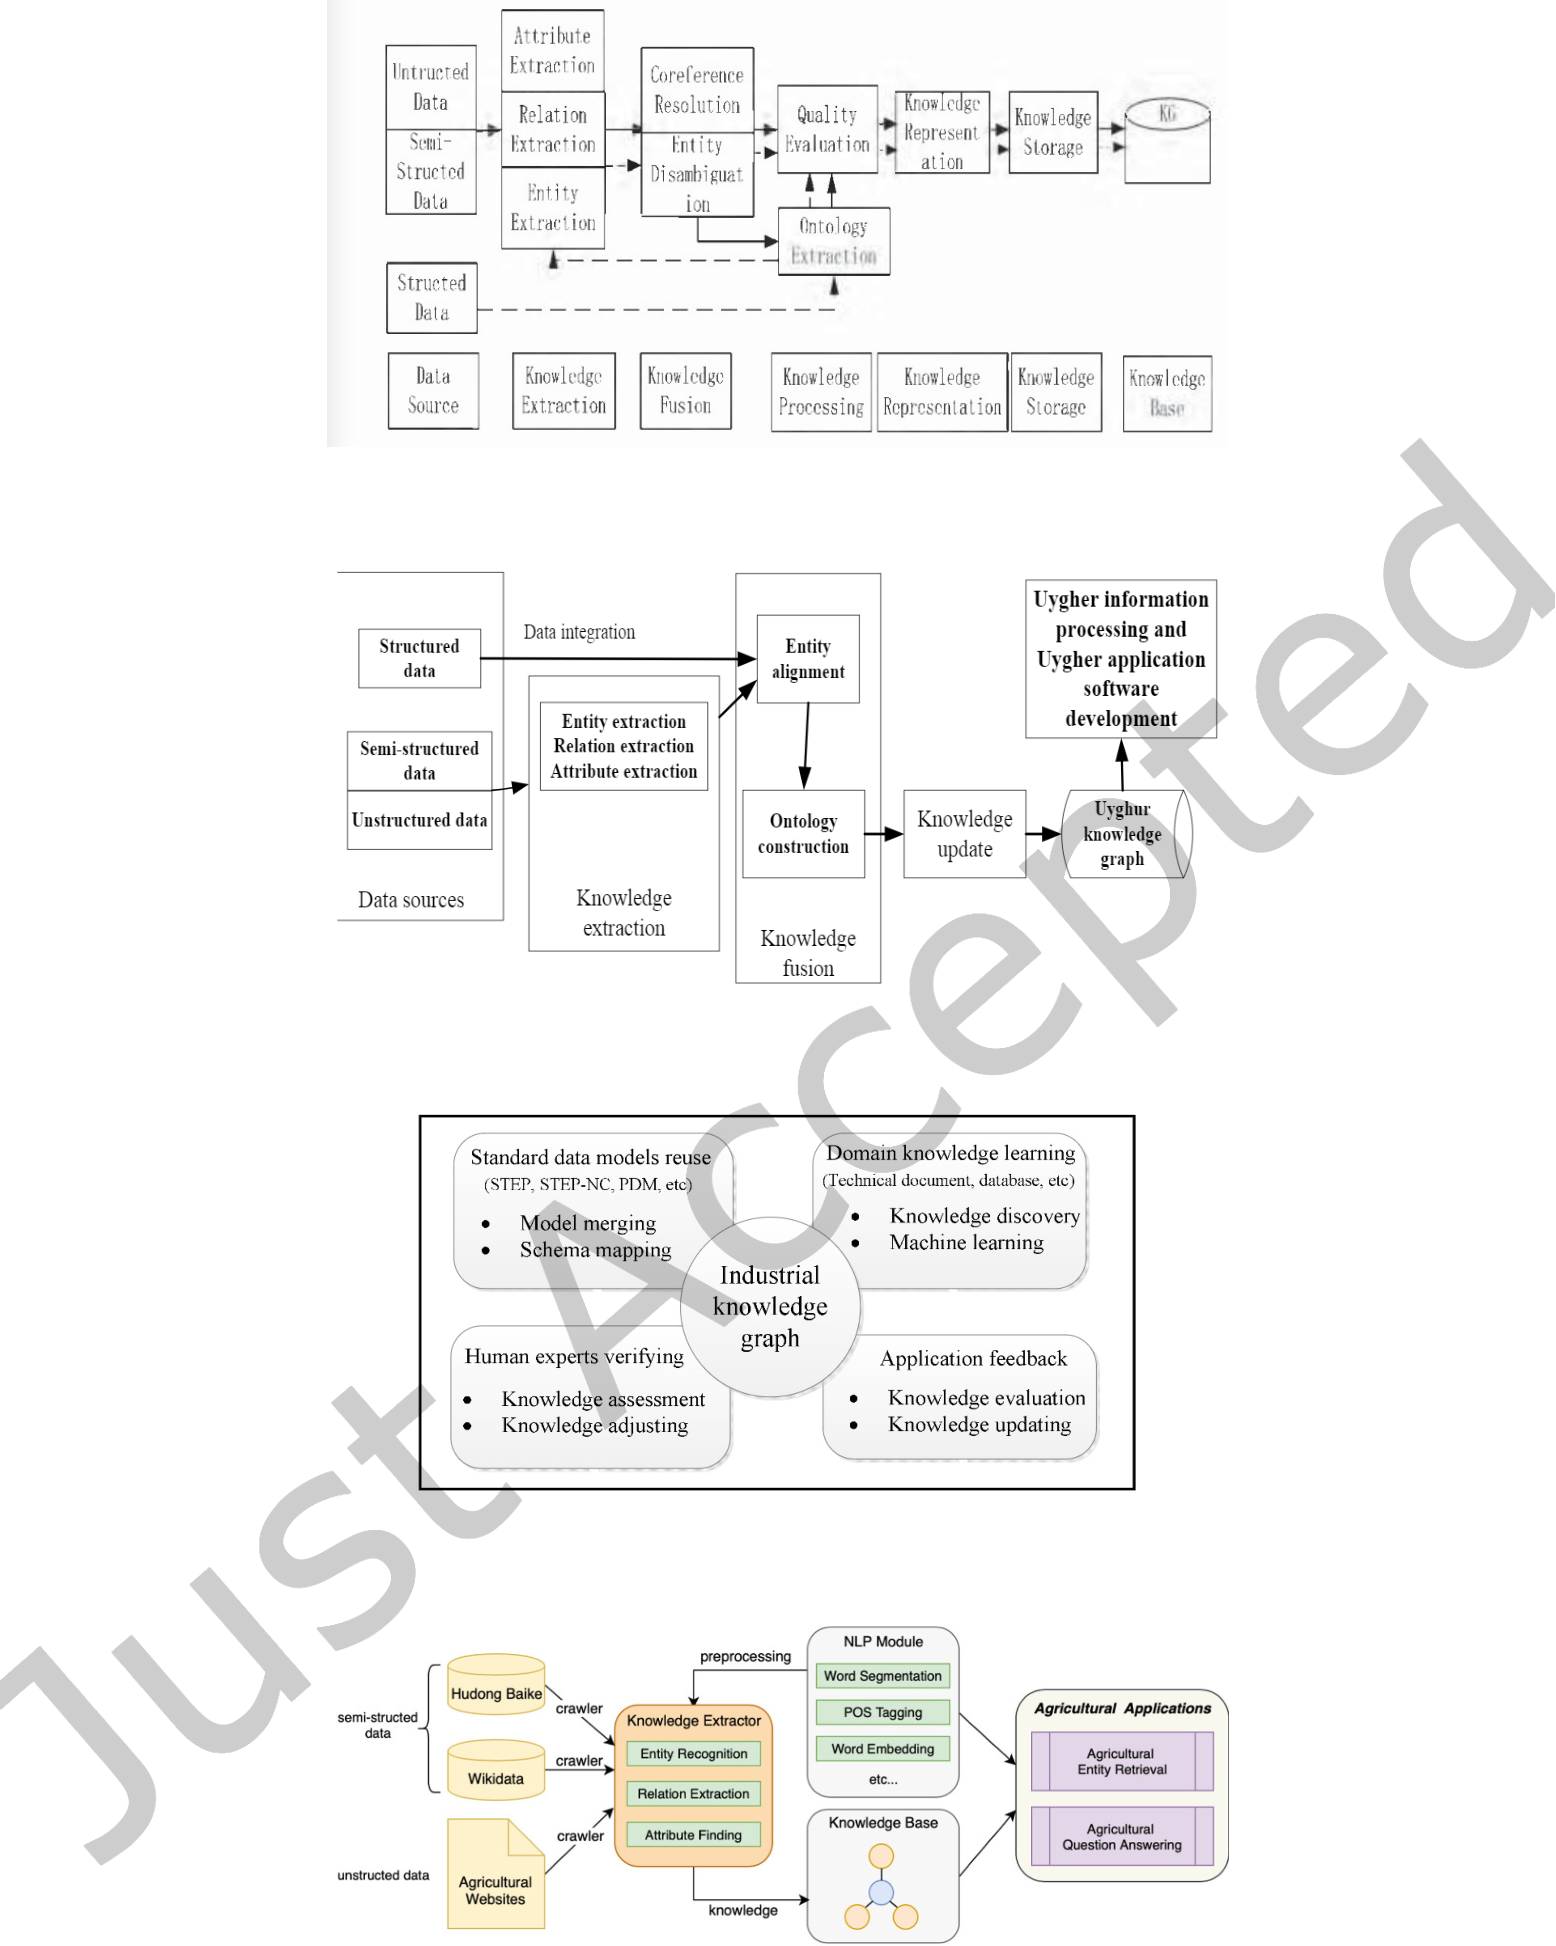 Attribute
Extraction
Untructed
Data
Semi-
Structed
Data
Relation
Extraction
Entity
Extraction
Coreference
Resolution
Entity
Disambiguat
ion
Quality
Evaluation
Knowledge
Represent
ation
Knowledge
Storage
KG
Ontology
Extraction
Structed
Data
Data
Source
Knowledge
Extraction
Knowledge
Fusion
Knowledge
Processing
Knowledge
Representation
Knowledge
Storage
Knowledge
Base
Structured
data
Data integration
Entity
alignment
Uygher information
processing and
Uygher application
software
development
Entity extraction
Relation extraction
Attribute extraction
Semi-structured
data
Unstructured data
Ontology
construction
Knowledge
update
Uyghur
knowledge
graph
Data sources
Knowledge
extraction
Knowledge
fusion
Standard data models reuse
(STEP, STEP-NC, PDM, etc)
• Model merging
• Schema mapping
Domain knowledge learning
(Technical document, database, etc)
• Knowledge discovery
• Machine learning
Industrial
knowledge
graph
Human experts verifying
• Knowledge assessment
• Knowledge adjusting
Application feedback
• Knowledge evaluation
• Knowledge updating
semi-structed
data
Hudong Baike
crawler
Wikidata
crawler
unstructed data
Agricultural
Websites
crawler
preprocessing
Knowledge Extractor
Entity Recognition
Relation Extraction
Attribute Finding
knowledge
NLP Module
Word Segmentation
POS Tagging
Word Embedding
etc...
Knowledge Base
Agricultural Applications
Agricultural
Entity Retrieval
Agricultural
Question Answering
Just Accepted